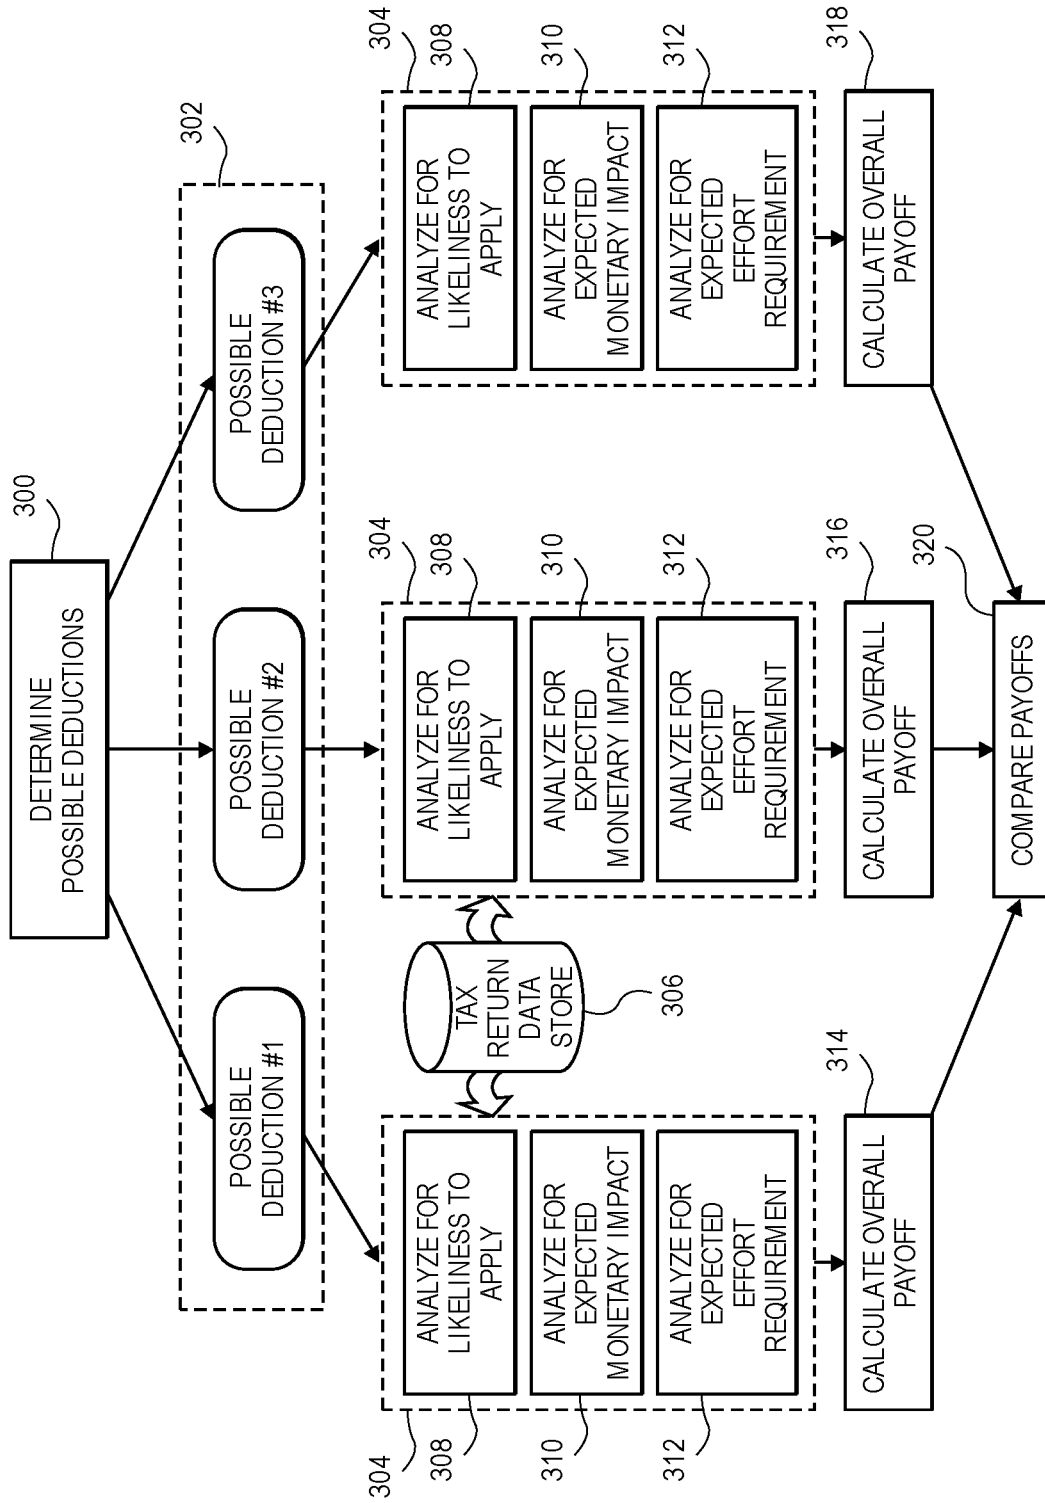 DETERMINE
POSSIBLE DEDUCTIONS
300
302
POSSIBLE
DEDUCTION #1
POSSIBLE
DEDUCTION #2
POSSIBLE
DEDUCTION #3
304
308
ANALYZE FOR
LIKELINESS TO
APPLY
310
ANALYZE FOR
EXPECTED
MONETARY IMPACT
312
ANALYZE FOR
EXPECTED
EFFORT
REQUIREMENT
TAX
RETURN
DATA
STORE
306
304
308
ANALYZE FOR
LIKELINESS TO
APPLY
310
ANALYZE FOR
EXPECTED
MONETARY IMPACT
312
ANALYZE FOR
EXPECTED
EFFORT
REQUIREMENT
304
308
ANALYZE FOR
LIKELINESS TO
APPLY
310
ANALYZE FOR
EXPECTED
MONETARY IMPACT
312
ANALYZE FOR
EXPECTED
EFFORT
REQUIREMENT
314
CALCULATE OVERALL
PAYOFF
316
CALCULATE OVERALL
PAYOFF
318
CALCULATE OVERALL
PAYOFF
320
COMPARE PAYOFFS